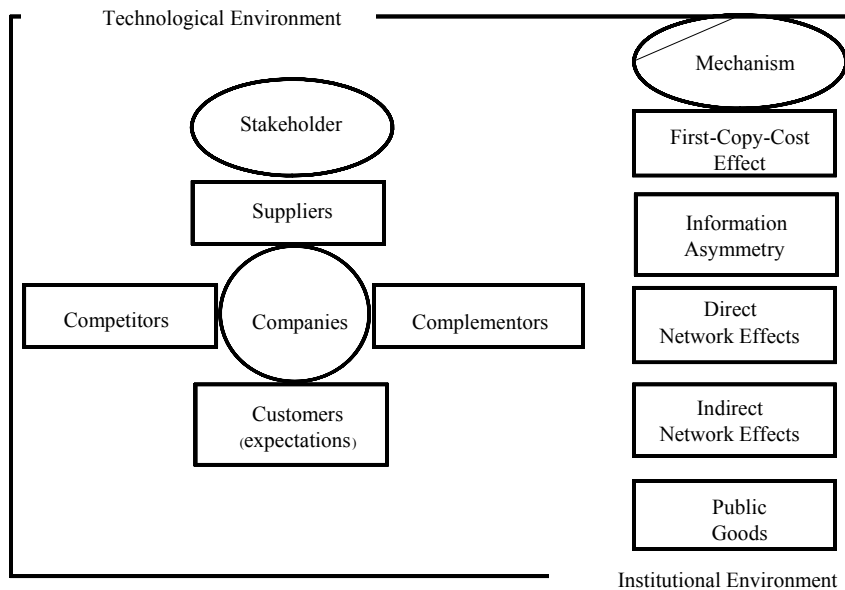 Technological Environment
Mechanism
Stakeholder
First-Copy-Cost
Effect
Suppliers
Information
Asymmetry
Competitors
Companies
Complementors
Direct
Network Effects
Customers
(expectations)
Indirect
Network Effects
Public
Goods
Institutional Environment